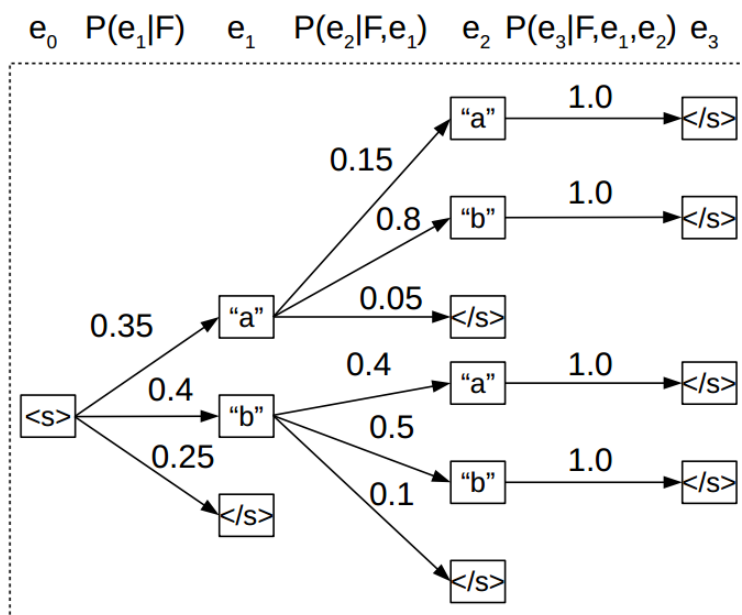 e0 P(e1|F) e1 P(e2|F,e1) e2 P(e3|F,e1,e2) e3
“a” 1.0 </s>
0.15
“b” 1.0 </s>
0.8
0.05
“a” </s>
0.35
0.4
“a” 1.0 </s>
0.4
<s> “b”
0.5
0.25
“b” 1.0 </s>
0.1
</s>
</s>